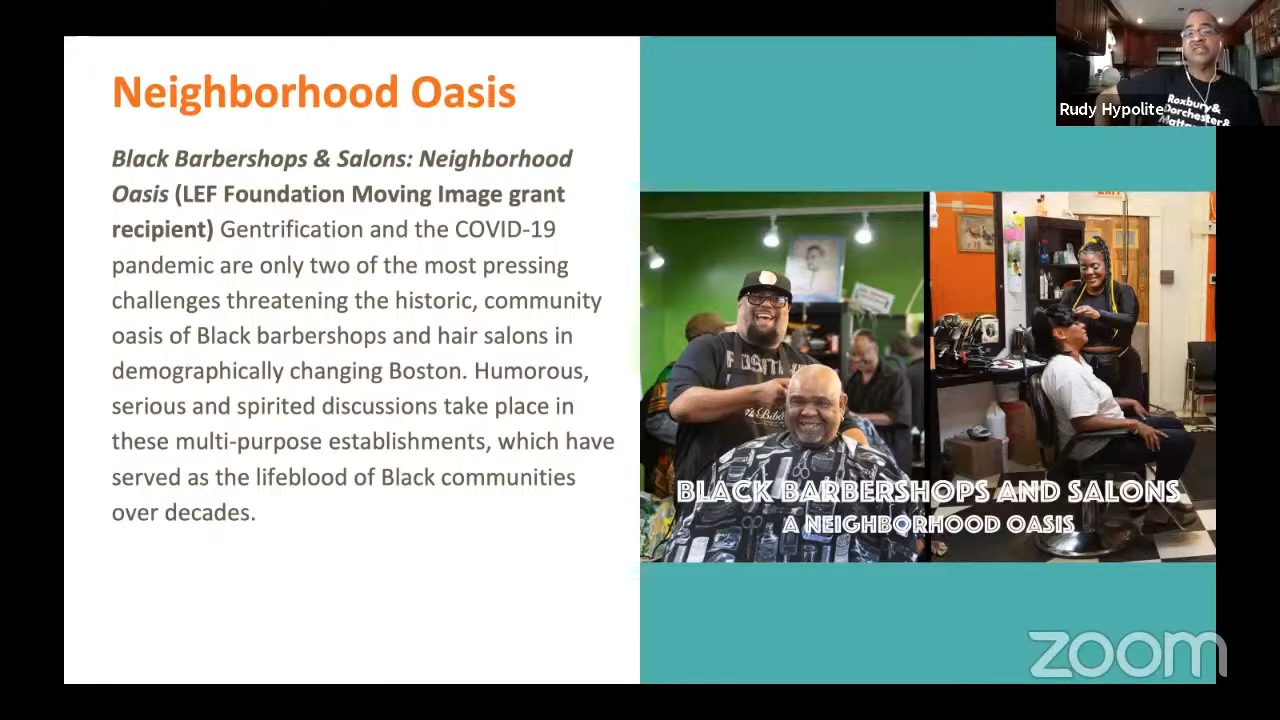 Neighborhood Oasis
Black Barbershops & Salons: Neighborhood
Oasis (LEF Foundation Moving Image grant
recipient) Gentrification and the COVID-19
pandemic are only two of the most pressing
challenges threatening the historic, community
oasis of Black barbershops and hair salons in
demographically changing Boston. Humorous,
serious and spirited discussions take place in
these multi-purpose establishments, which have
served as the lifeblood of Black communities
over decades.
Rudy Hypolite
Roxbury&
Dorchester&
EXIT
BLACK BARBERSHOPS AND SALONS
A NEIGHBORHOOD OASIS
zoom